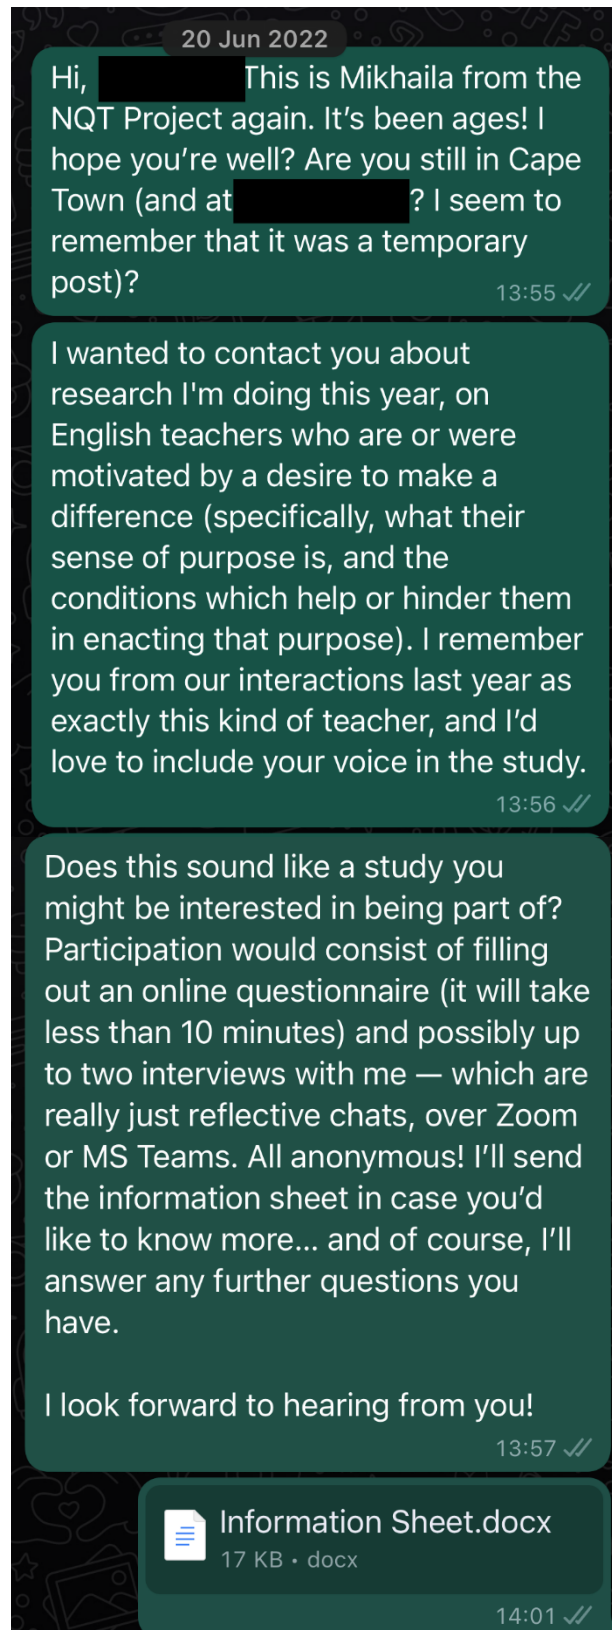 20 Jun 2022
Hi, This is Mikhaila from the
NQT Project again. It’s been ages! I
hope you’re well? Are you still in Cape
Town (and at ? I seem to
remember that it was a temporary
post)?
13:55
I wanted to contact you about
research I'm doing this year, on
English teachers who are or were
motivated by a desire to make a
difference (specifically, what their
sense of purpose is, and the
conditions which help or hinder them
in enacting that purpose). I remember
you from our interactions last year as
exactly this kind of teacher, and I’d
love to include your voice in the study.
13:56
Does this sound like a study you
might be interested in being part of?
Participation would consist of filling
out an online questionnaire (it will take
less than 10 minutes) and possibly up
to two interviews with me — which are
really just reflective chats, over Zoom
or MS Teams. All anonymous! I’ll send
the information sheet in case you’d
like to know more... and of course, I’ll
answer any further questions you
have.
I look forward to hearing from you!
13:57
Information Sheet.docx
17 KB • docx
14:01